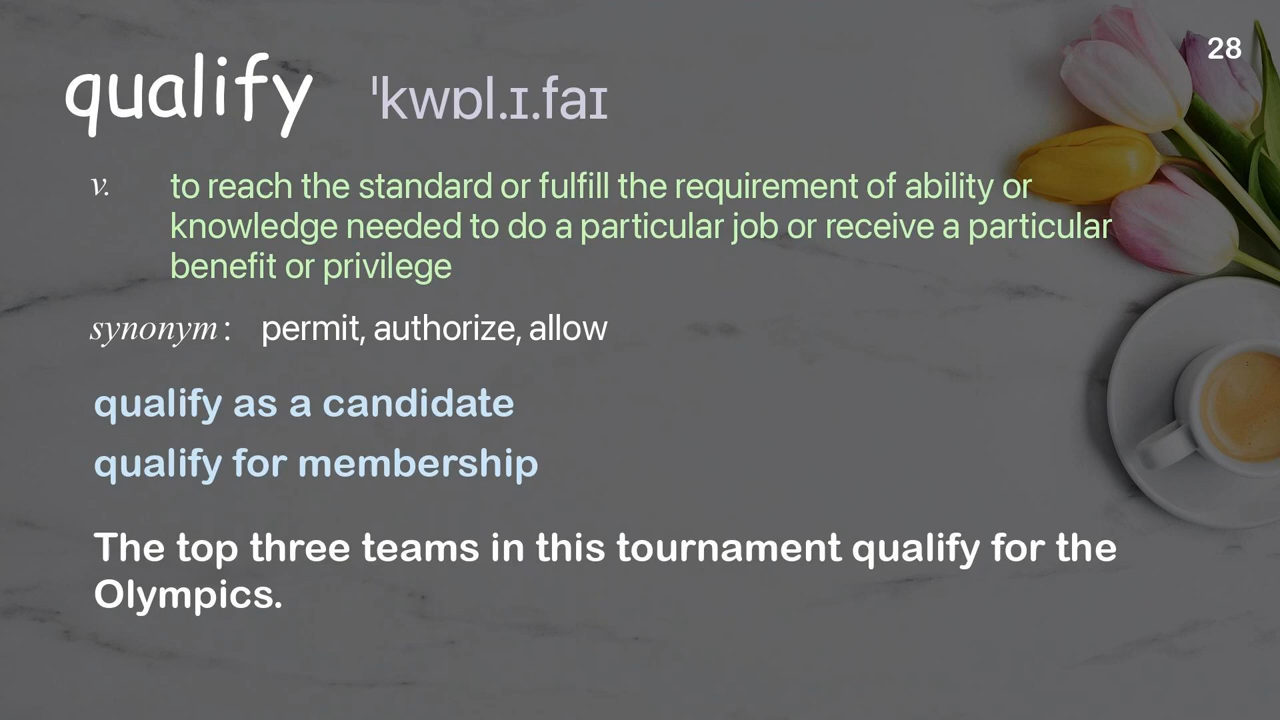 28
qualify ˈkwɒl.ɪ.faɪ
v. to reach the standard or fulfill the requirement of ability or
knowledge needed to do a particular job or receive a particular
benefit or privilege
synonym: permit, authorize, allow
qualify as a candidate
qualify for membership
The top three teams in this tournament qualify for the
Olympics.